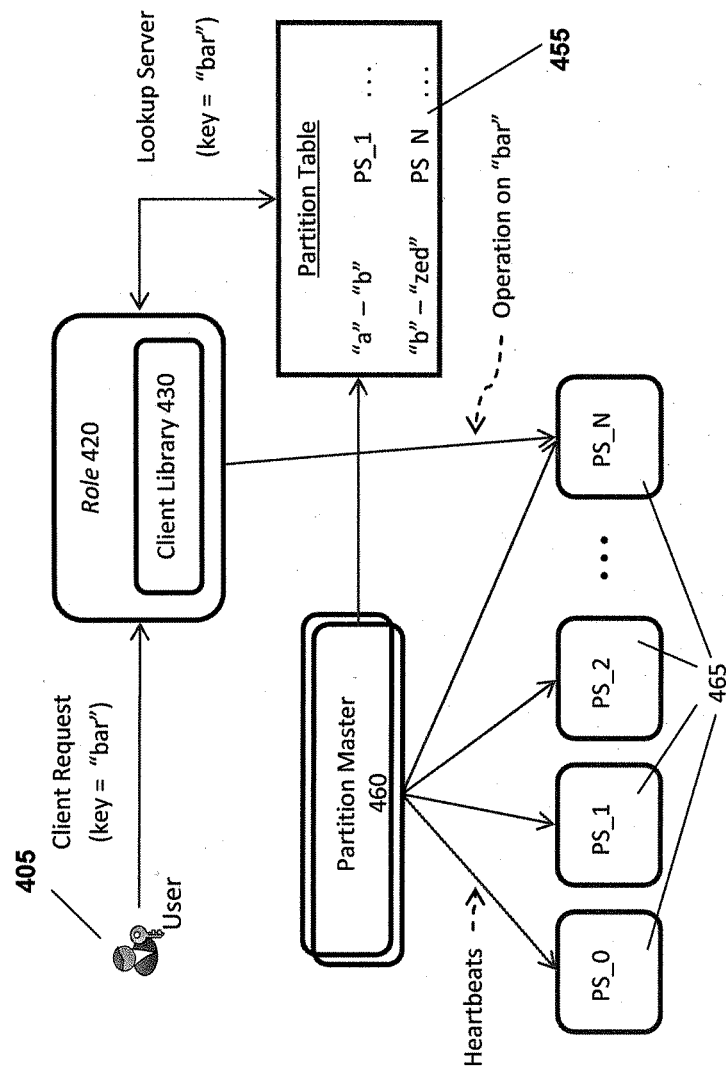 405
User
Client Request
(key = "bar")
Role 420
Client Library 430
Lookup Server
(key = "bar")
Partition Table
"a" – "b" PS_1 ....
"b" – "zed" PS N ....
455
Partition Master
460
Operation on "bar"
Heartbeats
PS_0
PS_1
PS_2
...
PS_N
465